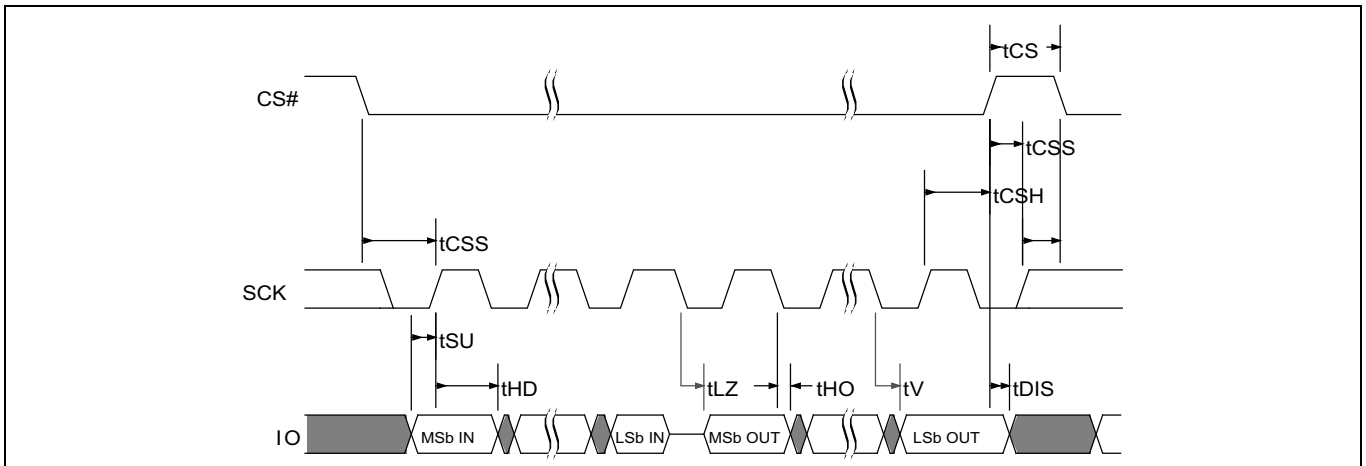 tCS
CS#
tCSS
tCSH
tCSS
SCK
tSU
tHD
tLZ
tHO
tV
tDIS
IO
MSb IN
LSb IN
MSb OUT
LSb OUT